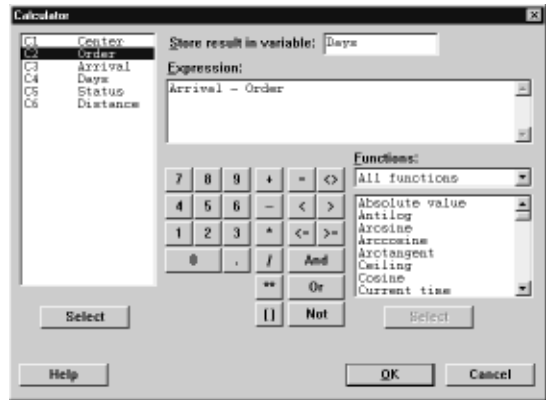 Calculator
C1 Center
C2 Order
C3 Arrival
C4 Days
C5 Status
C6 Distance
Store result in variable: Days
Expression:
Arrival - Order
Functions:
All functions
7 8 9 + = <>
4 5 6 - < >
1 2 3 * <= >=
0 . / And
** Or
[] Not
Absolute value
Antilog
Arcsine
Arccosine
Arctangent
Ceiling
Cosine
Current time
Select
Select
Help
OK
Cancel